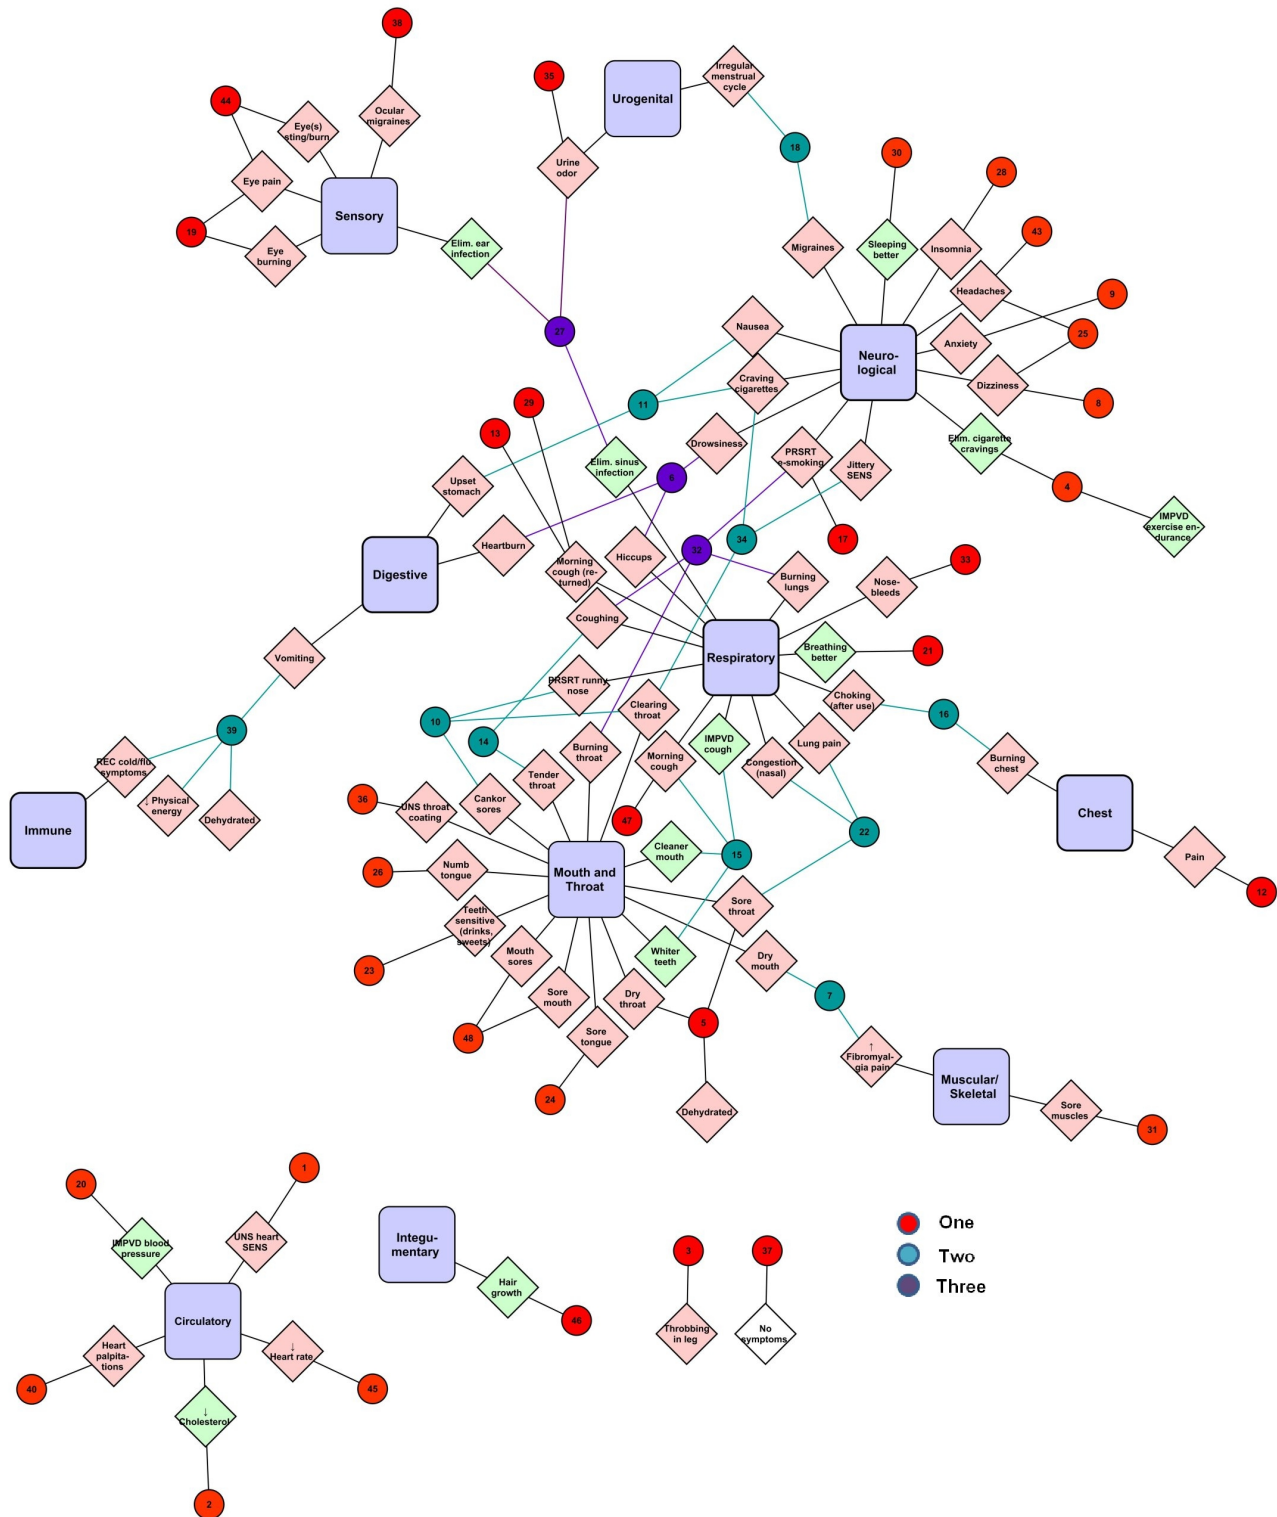 38
35
Irregular
menstrual
cycle
Urogenital
44
Eye(s)
sting/burn
Ocular
migraines
18
30
28
Urine
odor
Eye pain
Sensory
19
Eye
burning
Elim. ear
infection
Migraines
Sleeping
better
Insomnia
43
Headaches
9
27
Nausea
Anxiety
25
Neuro-
logical
Craving
cigarettes
Dizziness
29
11
8
13
Drowsiness
PRSRT
e-smoking
Jittery
SENS
Elim. cigarette
cravings
Elim. sinus
infection
6
Upset
stomach
4
IMPVD
exercise en-
durance
Heartburn
34
17
32
Hiccups
Digestive
Morning
cough (re-
turned)
Burning
lungs
Nose-
bleeds
33
Coughing
Respiratory
Breathing
better
21
Vomiting
PRSRT runny
nose
Clearing
throat
Choking
(after use)
16
10
39
14
Burning
throat
IMPVD
cough
Lung pain
Morning
cough
Congestion
(nasal)
Burning
chest
REC cold/flu
symptoms
Tender
throat
↓ Physical
energy
Dehydrated
36
UNS throat
coating
Cankor
sores
47
Immune
Chest
22
Cleaner
mouth
15
Pain
26
Numb
tongue
Mouth and
Throat
12
Sore
throat
Teeth
sensitive
(drinks,
sweets)
23
Mouth
sores
Whiter
teeth
Dry
mouth
Sore
mouth
Dry
throat
7
48
Sore
tongue
5
↑
Fibromyal-
gia pain
Muscular/
Skeletal
24
Dehydrated
Sore
muscles
31
20
1
IMPVD blood
pressure
UNS heart
SENS
Integu-
mentary
3
37
One
Two
Three
Hair
growth
46
Circulatory
Throbbing
in leg
No
symptoms
Heart
palpita-
tions
↓
Heart rate
40
45
↓
Cholesterol
2